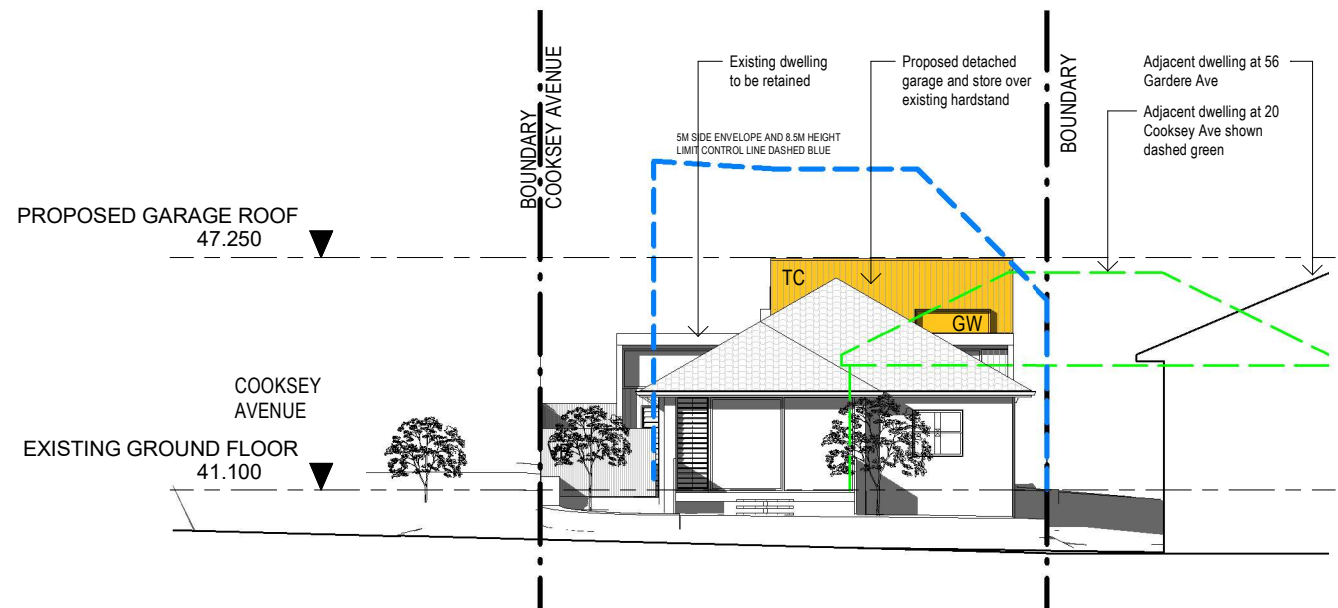 BOUNDARY
COOKSEY AVENUE
Existing dwelling
to be retained
Proposed detached
garage and store over
existing hardstand
BOUNDARY
Adjacent dwelling at 56
Gardere Ave
Adjacent dwelling at 20
Cooksey Ave shown
dashed green
5M SIDE ENVELOPE AND 8.5M HEIGHT
LIMIT CONTROL LINE DASHED BLUE
PROPOSED GARAGE ROOF
47.250
TC
GW
COOKSEY
AVENUE
EXISTING GROUND FLOOR
41.100